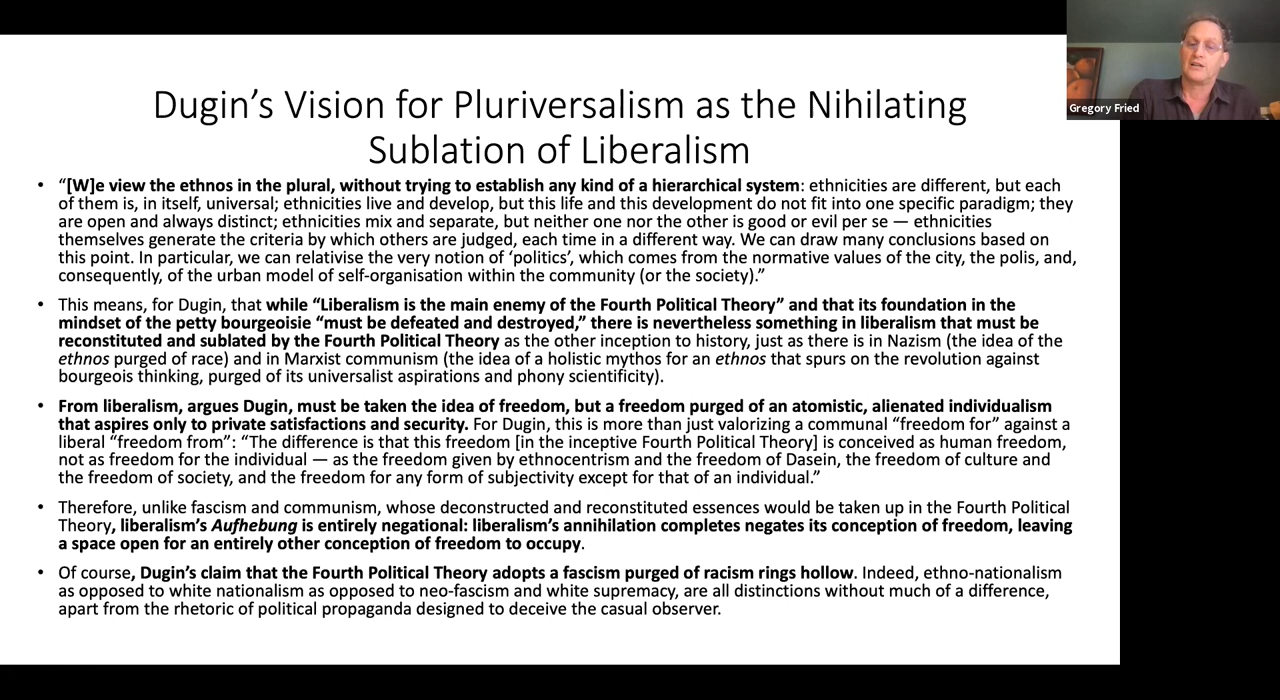 Dugin’s Vision for Pluriversalism as the Nihilating
Sublation of Liberalism
• “[W]e view the ethnos in the plural, without trying to establish any kind of a hierarchical system: ethnicities are different, but each
of them is, in itself, universal; ethnicities live and develop, but this life and this development do not fit into one specific paradigm; they
are open and always distinct; ethnicities mix and separate, but neither one nor the other is good or evil per se — ethnicities
themselves generate the criteria by which others are judged, each time in a different way. We can draw many conclusions based on
this point. In particular, we can relativise the very notion of ‘politics’, which comes from the normative values of the city, the polis, and,
consequently, of the urban model of self-organisation within the community (or the society).”
• This means, for Dugin, that while “Liberalism is the main enemy of the Fourth Political Theory” and that its foundation in the
mindset of the petty bourgeoisie “must be defeated and destroyed,” there is nevertheless something in liberalism that must be
reconstituted and sublated by the Fourth Political Theory as the other inception to history, just as there is in Nazism (the idea of the
ethnos purged of race) and in Marxist communism (the idea of a holistic mythos for an ethnos that spurs on the revolution against
bourgeois thinking, purged of its universalist aspirations and phony scientificity).
• From liberalism, argues Dugin, must be taken the idea of freedom, but a freedom purged of an atomistic, alienated individualism
that aspires only to private satisfactions and security. For Dugin, this is more than just valorizing a communal “freedom for” against a
liberal “freedom from”: “The difference is that this freedom [in the inceptive Fourth Political Theory] is conceived as human freedom,
not as freedom for the individual — as the freedom given by ethnocentrism and the freedom of Dasein, the freedom of culture and
the freedom of society, and the freedom for any form of subjectivity except for that of an individual.”
• Therefore, unlike fascism and communism, whose deconstructed and reconstituted essences would be taken up in the Fourth Political
Theory, liberalism’s Aufhebung is entirely negational: liberalism’s annihilation completes negates its conception of freedom, leaving
a space open for an entirely other conception of freedom to occupy.
• Of course, Dugin’s claim that the Fourth Political Theory adopts a fascism purged of racism rings hollow. Indeed, ethno-nationalism
as opposed to white nationalism as opposed to neo-fascism and white supremacy, are all distinctions without much of a difference,
apart from the rhetoric of political propaganda designed to deceive the casual observer.
Gregory Fried